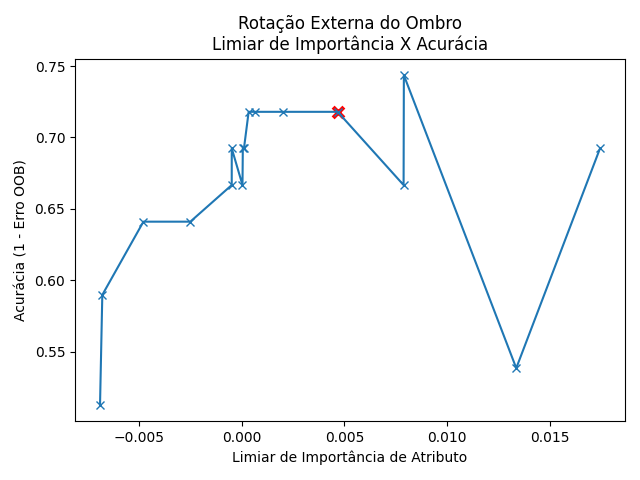 Rotação Externa do Ombro
Limiar de Importância X Acurácia
Acurácia (1 - Erro OOB)
0.75
0.70
0.65
0.60
0.55
−0.005 0.000 0.005 0.010 0.015
Limiar de Importância de Atributo